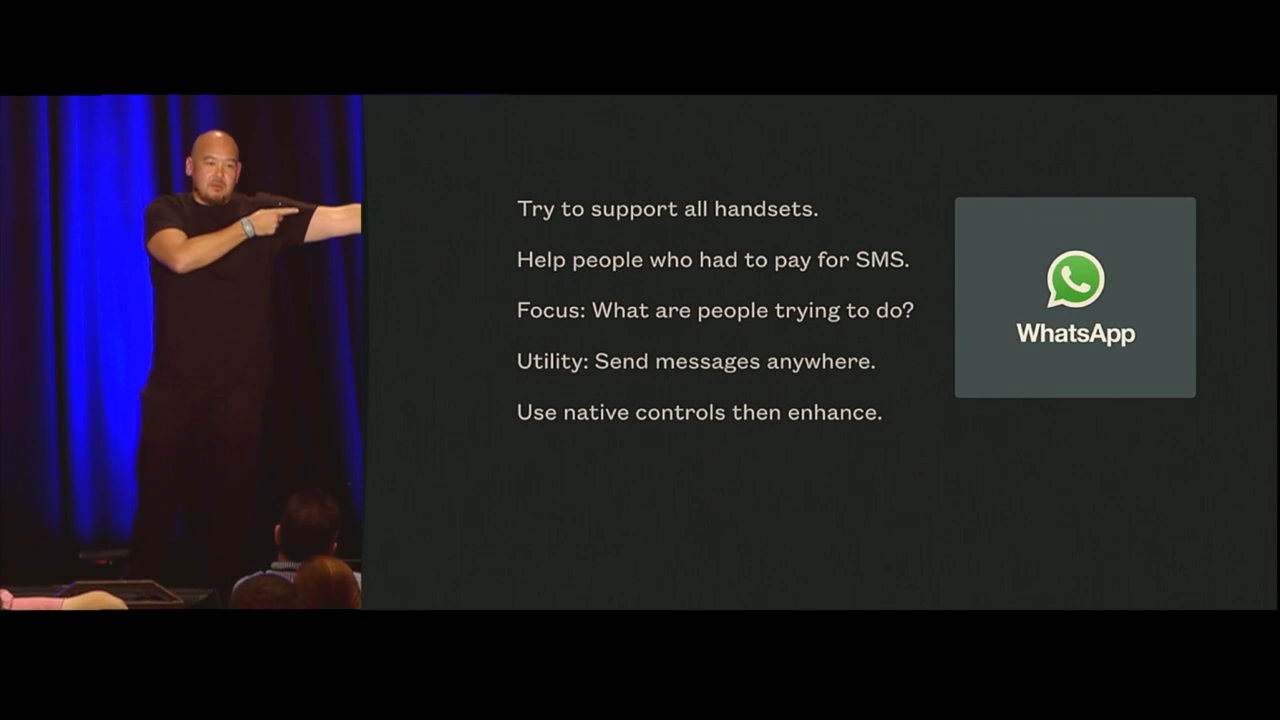 Try to support all handsets.
Help people who had to pay for SMS.
Focus: What are people trying to do?
Utility: Send messages anywhere.
Use native controls then enhance.
WhatsApp